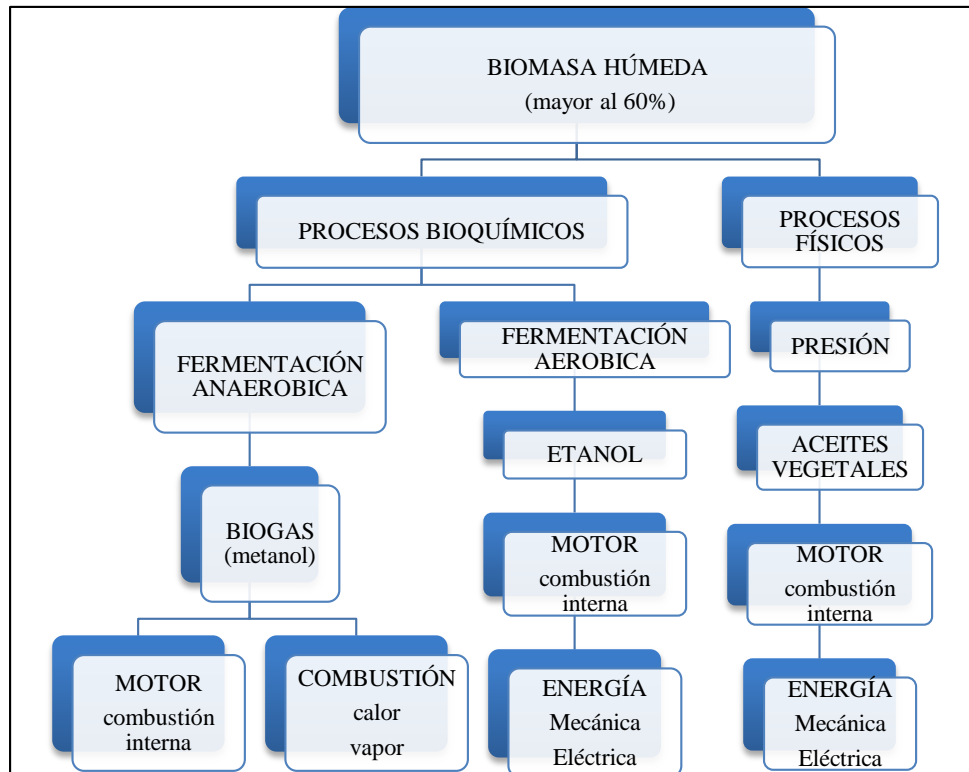 BIOMASA HÚMEDA
(mayor al 60%)
PROCESOS BIOQUÍMICOS
PROCESOS
FÍSICOS
FERMENTACIÓN
ANAEROBICA
FERMENTACIÓN
AEROBICA
PRESIÓN
ETANOL
ACEITES
VEGETALES
BIOGAS
(metanol)
MOTOR
combustión
interna
MOTOR
combustión
interna
MOTOR
combustión
interna
COMBUSTIÓN
calor
vapor
ENERGÍA
Mecánica
Eléctrica
ENERGÍA
Mecánica
Eléctrica